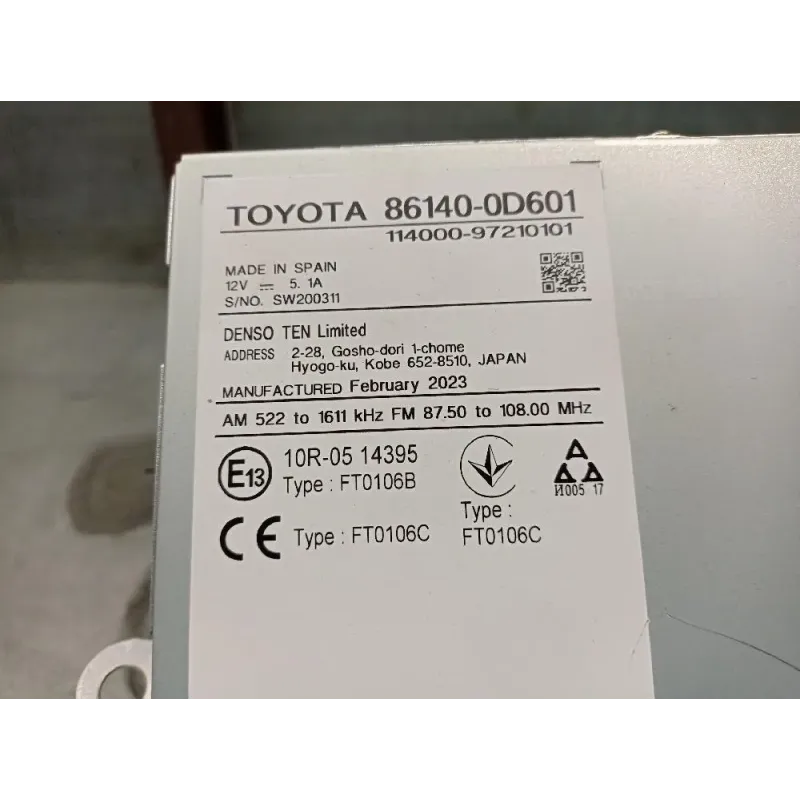 TOYOTA 86140-0D601
114000-97210101
MADE IN SPAIN
12V ⎓ 5. 1A
S/NO. SW200311
DENSO TEN Limited
ADDRESS 2-28, Gosho-dori 1-chome
Hyogo-ku, Kobe 652-8510, JAPAN
MANUFACTURED February 2023
AM 522 to 1611 kHz FM 87.50 to 108.00 MHz
E13 10R-05 14395
Type : FT0106B
CE Type : FT0106C
Type :
FT0106C
И005 17